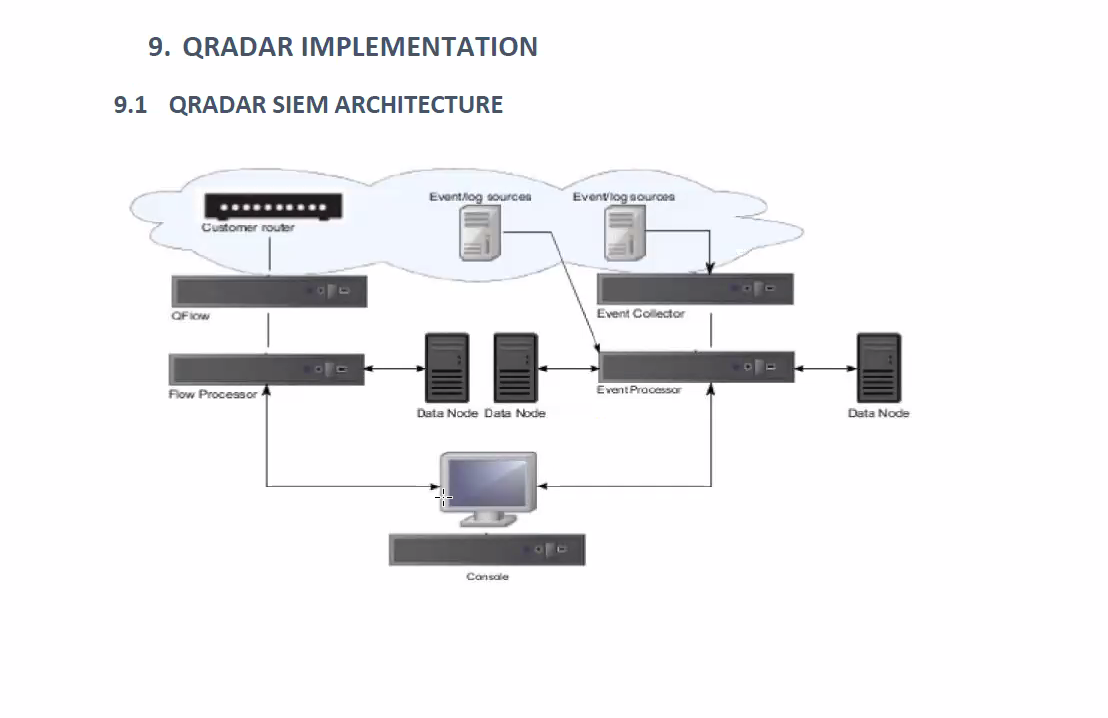 9. QRADAR IMPLEMENTATION
9.1 QRADAR SIEM ARCHITECTURE
Event/log sources
Event/log sources
Customer router
QFlow
Event Collector
Flow Processor
Event Processor
Data Node
Data Node
Data Node
Console